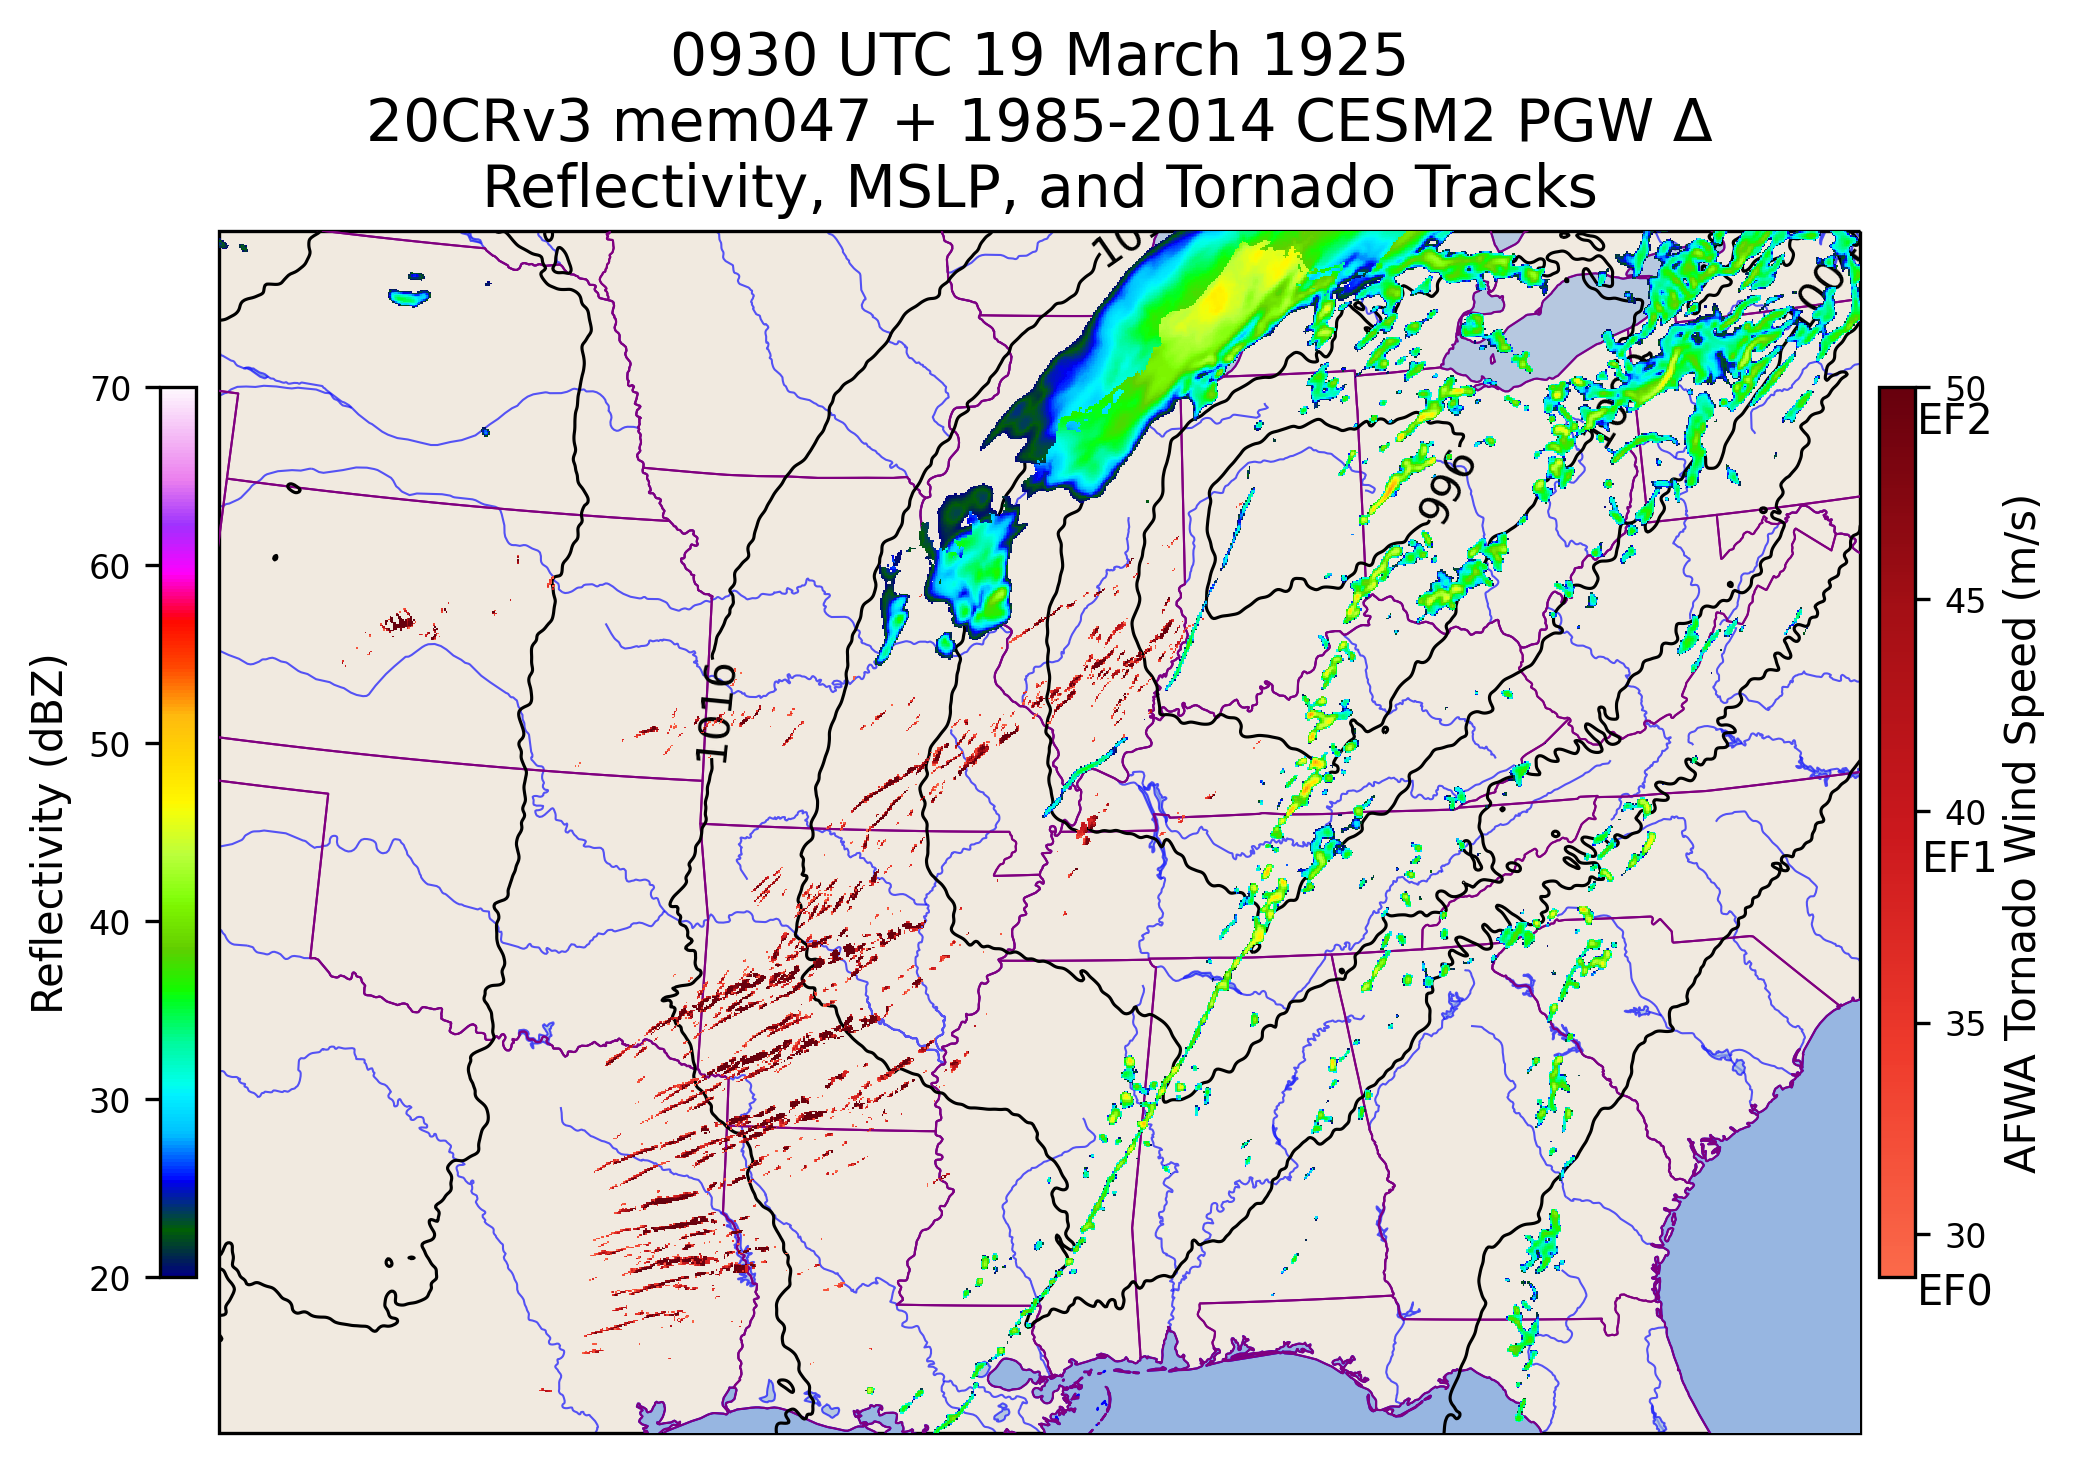 0930 UTC 19 March 1925
20CRv3 mem047 + 1985-2014 CESM2 PGW Δ
Reflectivity, MSLP, and Tornado Tracks
70
60
50
40
30
20
Reflectivity (dBZ)
996
1016
50
EF2
45
40
EF1
35
30
EF0
AFWA Tornado Wind Speed (m/s)